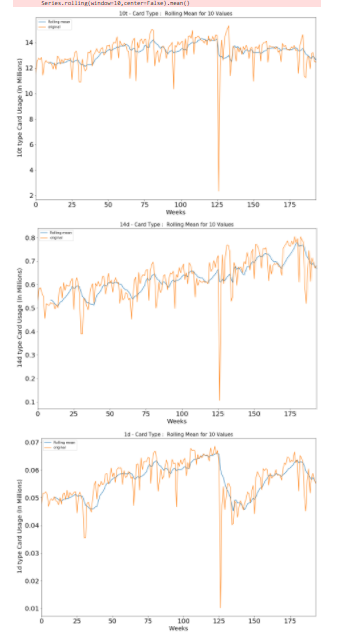 Series.rolling(window=10,center=False).mean()
10t - Card Type : Rolling Mean for 10 Values
Rolling mean
original
14
12
10
8
6
4
2
10t type Card Usage (In Millions)
0 25 50 75 100 125 150 175
Weeks
14d - Card Type : Rolling Mean for 10 Values
Rolling mean
original
0.8
0.7
0.6
0.5
0.4
0.3
0.2
0.1
14d type Card Usage (In Millions)
0 25 50 75 100 125 150 175
Weeks
1d - Card Type : Rolling Mean for 10 Values
Rolling mean
original
0.07
0.06
0.05
0.04
0.03
0.02
0.01
1d type Card Usage (In Millions)
0 25 50 75 100 125 150 175
Weeks